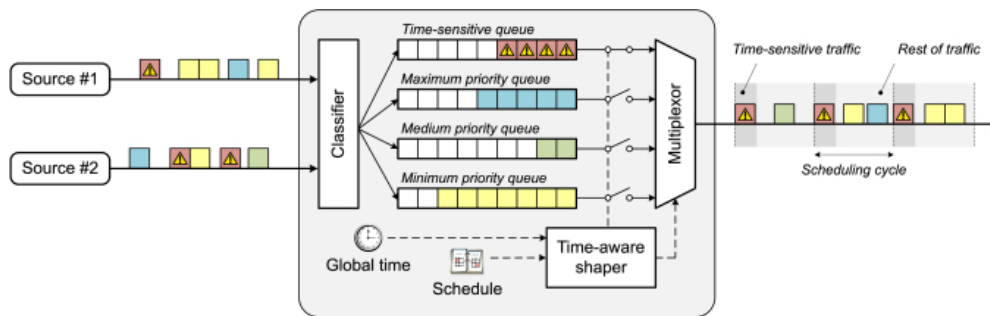 Time-sensitive queue
Time-sensitive traffic
Rest of traffic
Source #1
Maximum priority queue
Classifier
Multiplexor
Medium priority queue
Source #2
Scheduling cycle
Minimum priority queue
Global time
Time-aware
shaper
Schedule